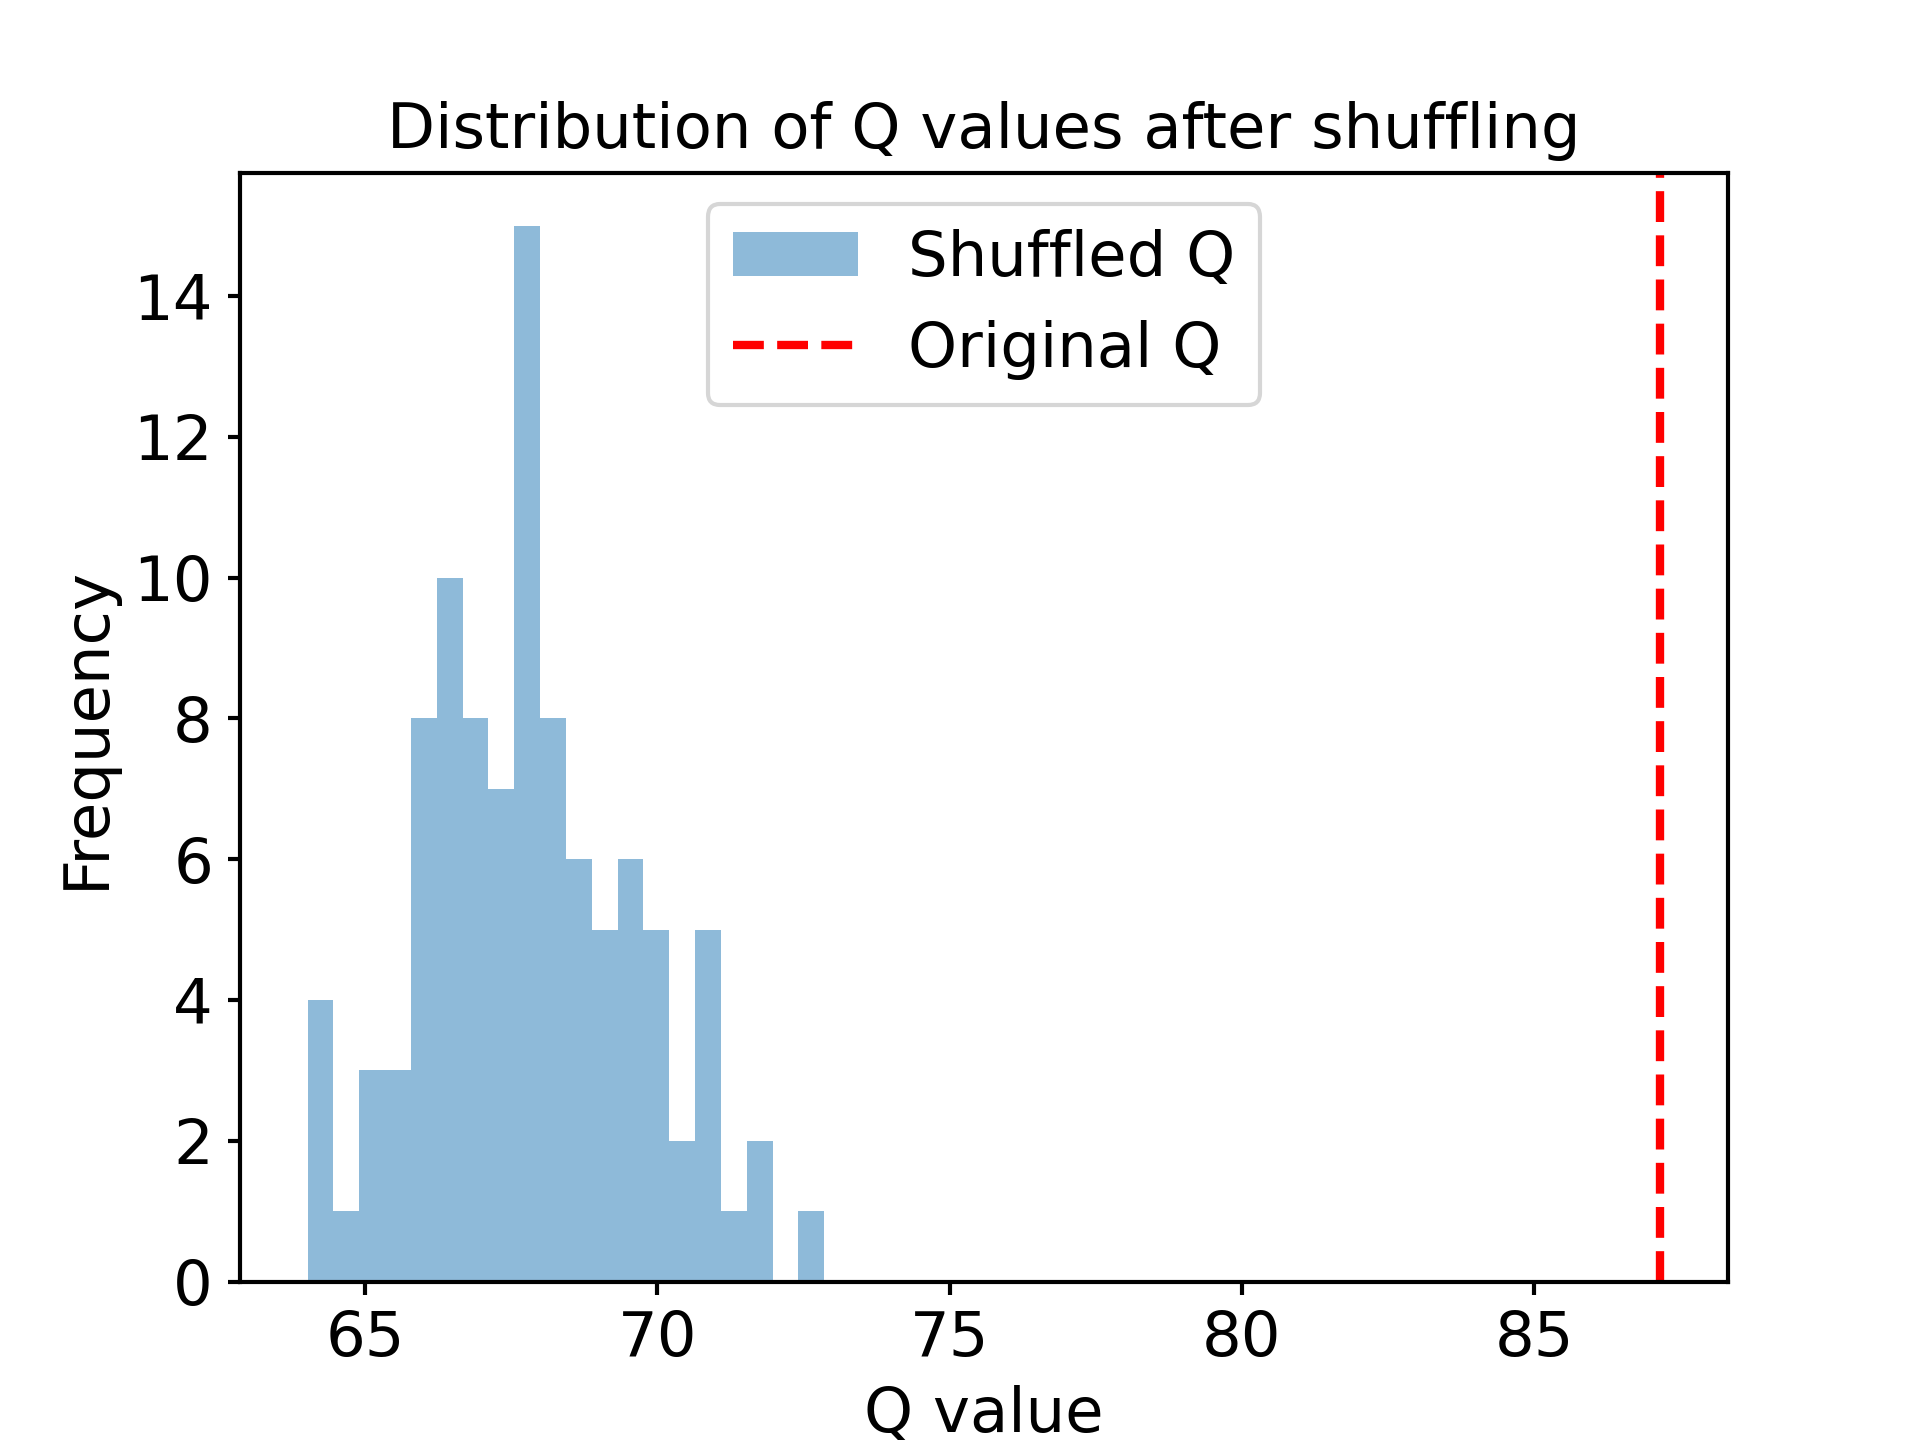 Distribution of Q values after shuffling
Shuffled Q
Original Q
14
12
10
8
6
4
2
0
Frequency
65 70 75 80 85
Q value